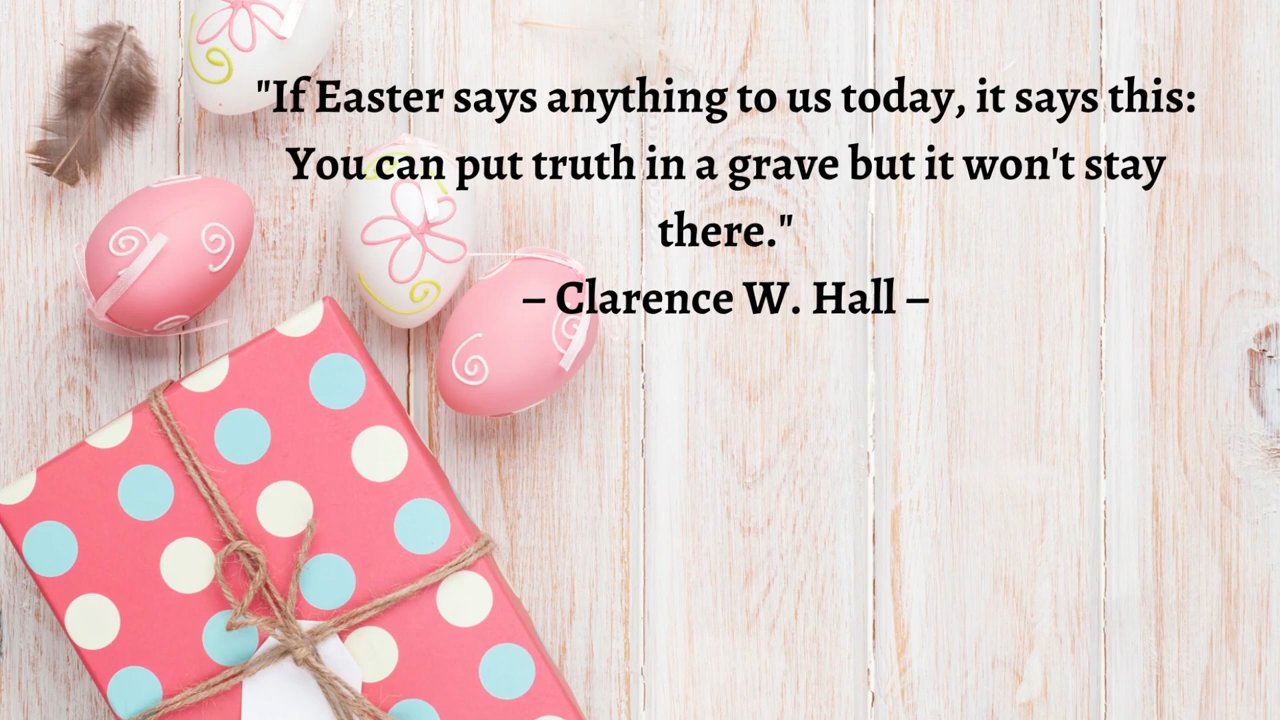 "If Easter says anything to us today, it says this:
You can put truth in a grave but it won't stay
there."
– Clarence W. Hall –